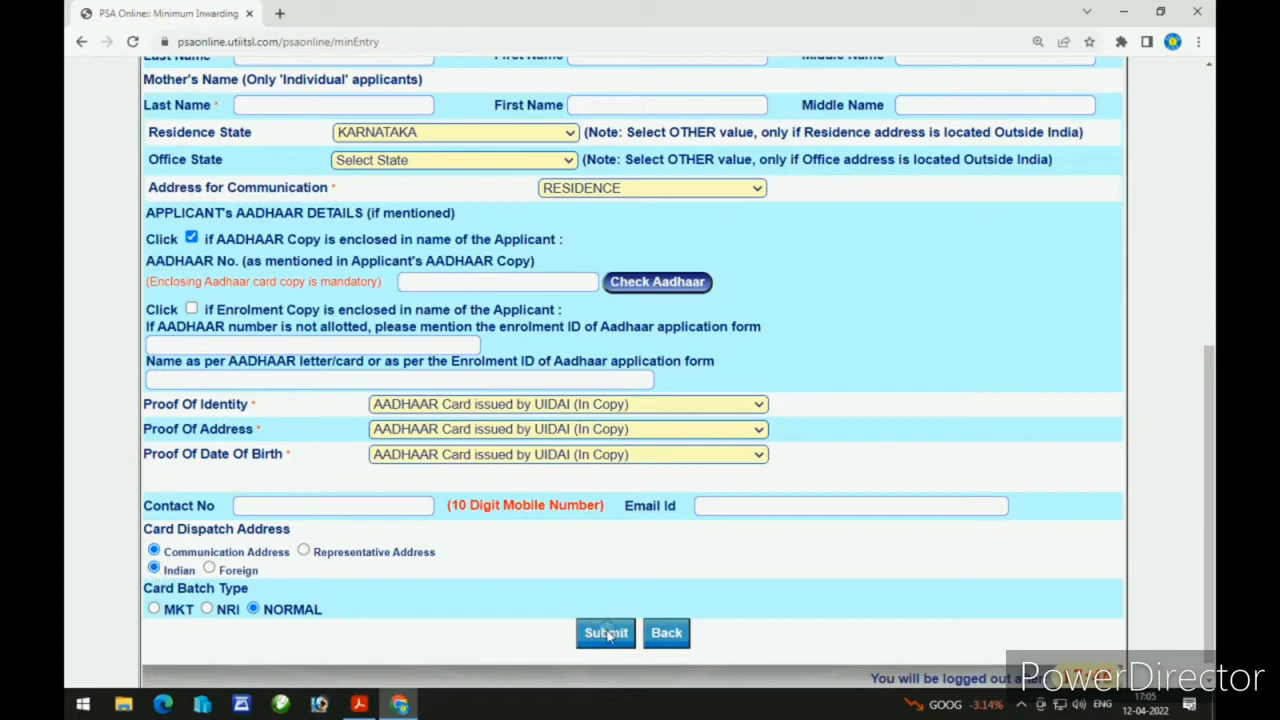 PSA Online:: Minimum Inwarding
psaonline.utiitsl.com/psaonline/minEntry
Last Name * First Name Middle Name
Mother's Name (Only 'Individual' applicants)
Last Name * First Name Middle Name
Residence State KARNATAKA (Note: Select OTHER value, only if Residence address is located Outside India)
Office State Select State (Note: Select OTHER value, only if Office address is located Outside India)
Address for Communication * RESIDENCE
APPLICANT's AADHAAR DETAILS (if mentioned)
Click if AADHAAR Copy is enclosed in name of the Applicant :
AADHAAR No. (as mentioned in Applicant's AADHAAR Copy)
(Enclosing Aadhaar card copy is mandatory) Check Aadhaar
Click if Enrolment Copy is enclosed in name of the Applicant :
If AADHAAR number is not allotted, please mention the enrolment ID of Aadhaar application form
Name as per AADHAAR letter/card or as per the Enrolment ID of Aadhaar application form
Proof Of Identity * AADHAAR Card issued by UIDAI (In Copy)
Proof Of Address * AADHAAR Card issued by UIDAI (In Copy)
Proof Of Date Of Birth * AADHAAR Card issued by UIDAI (In Copy)
Contact No (10 Digit Mobile Number) Email Id
Card Dispatch Address
Communication Address Representative Address
Indian Foreign
Card Batch Type
MKT NRI NORMAL
Submit Back
You will be logged out
PowerDirector
GOOG -3.14% ENG 17:05
12-04-2022